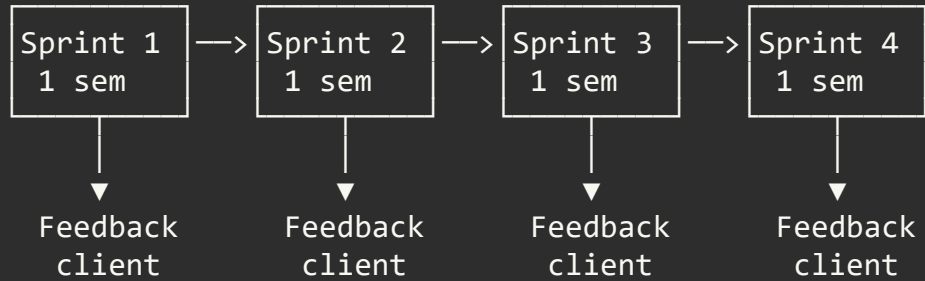 Sprint 1 ──> Sprint 2 ──> Sprint 3 ──> Sprint 4
1 sem 1 sem 1 sem 1 sem
Feedback Feedback Feedback Feedback
client client client client